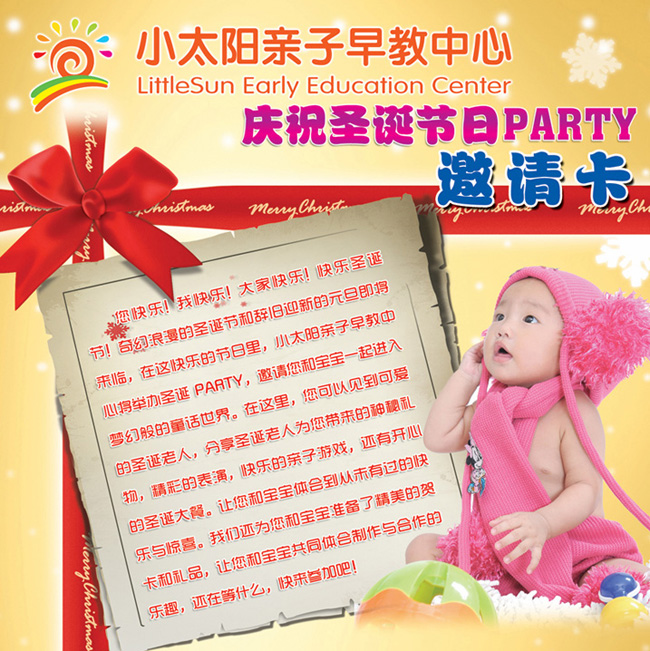 小太阳亲子早教中心
LittleSun Early Education Center
庆祝圣诞节日PARTY
邀请卡
Christmas
Merry Christmas
Merry Christmas
Merry Christmas
您快乐！我快乐！大家快乐！快乐圣诞
节！奇幻浪漫的圣诞节和辞旧迎新的元旦即将
来临，在这快乐的节日里，小太阳亲子早教中
心将举办圣诞 PARTY，邀请您和宝宝一起进入
梦幻般的童话世界。在这里，您可以见到可爱
的圣诞老人，分享圣诞老人为您带来的神秘礼
物，精彩的表演，快乐的亲子游戏，还有开心
的圣诞大餐。让您和宝宝体会到从未有过的快
乐与惊喜。我们还为您和宝宝准备了精美的贺
卡和礼品，让您和宝宝共同体会制作与合作的
乐趣，还在等什么，快来参加吧！
Merry Christmas